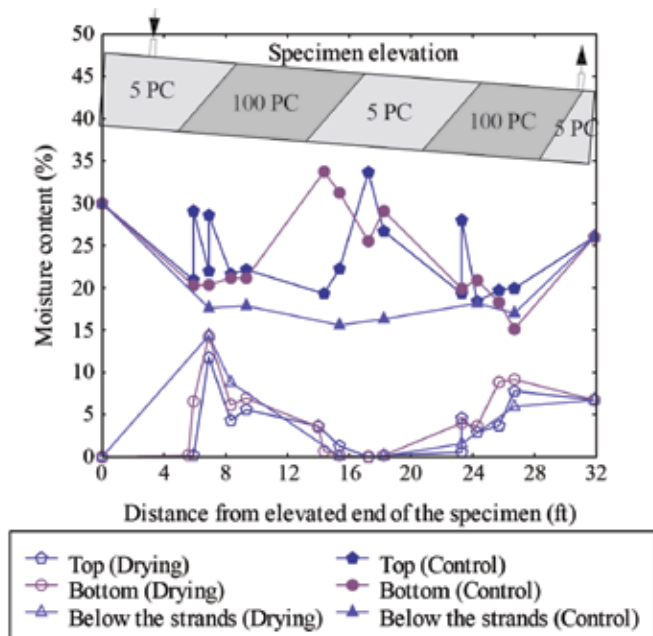 Specimen elevation
5 PC
100 PC
5 PC
100 PC
5 PC
Moisture content (%)
50
45
40
35
30
25
20
15
10
5
0
0 4 8 12 16 20 24 28 32
Distance from elevated end of the specimen (ft)
Top (Drying) Top (Control)
Bottom (Drying) Bottom (Control)
Below the strands (Drying) Below the strands (Control)